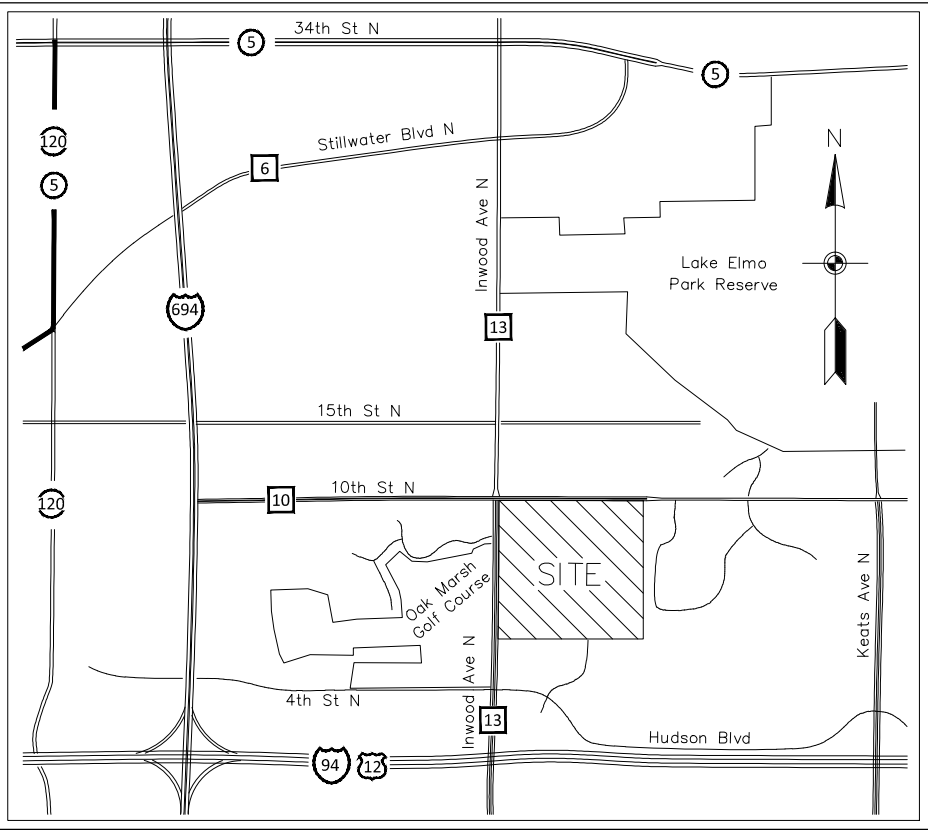 34th St N
5
5
120
5
Stillwater Blvd N
6
N
Inwood Ave N
Lake Elmo
Park Reserve
694
13
15th St N
10th St N
10
120
SITE
Oak Marsh
Golf Course
Keats Ave N
Inwood Ave N
4th St N
13
Hudson Blvd
94
12